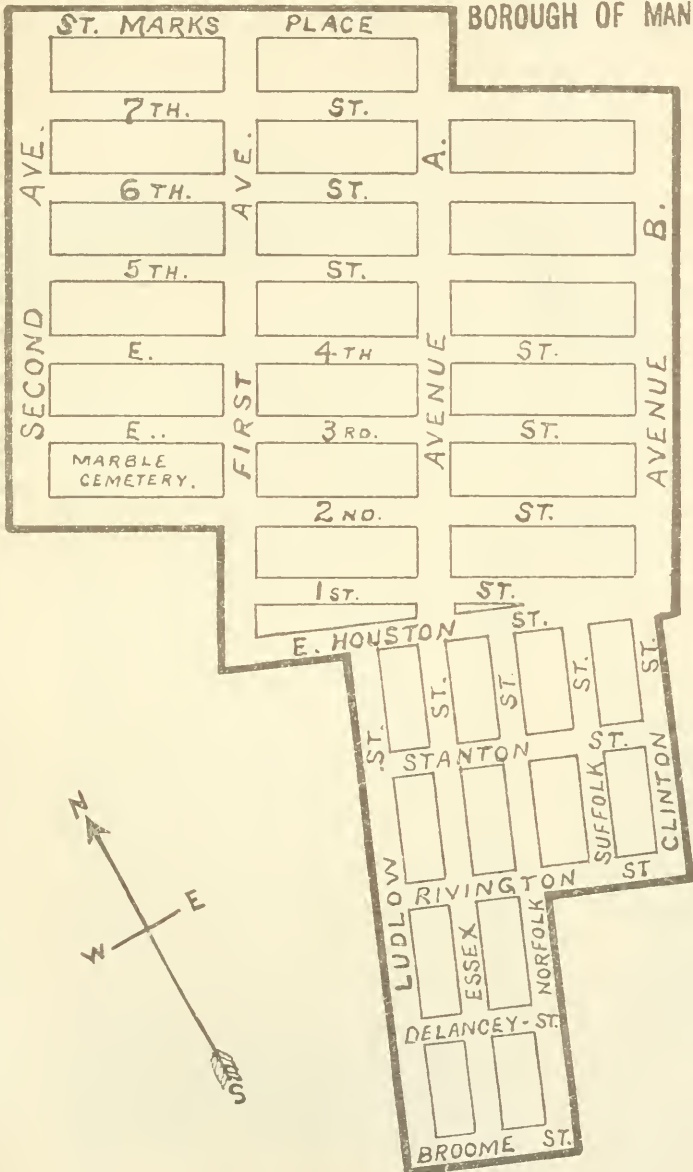 BOROUGH OF MAN
ST. MARKS PLACE
7TH. ST.
6TH. ST.
5TH. ST.
E. 4TH ST.
E.. 3RD. ST.
MARBLE
CEMETERY.
2ND. ST.
1ST. ST.
E. HOUSTON ST.
SECOND AVE.
FIRST AVE.
AVENUE A.
AVENUE B.
STANTON ST.
RIVINGTON ST
DELANCEY-ST.
BROOME ST.
LUDLOW ST.
ESSEX ST.
NORFOLK ST.
SUFFOLK ST.
CLINTON ST.
N
E
W
S